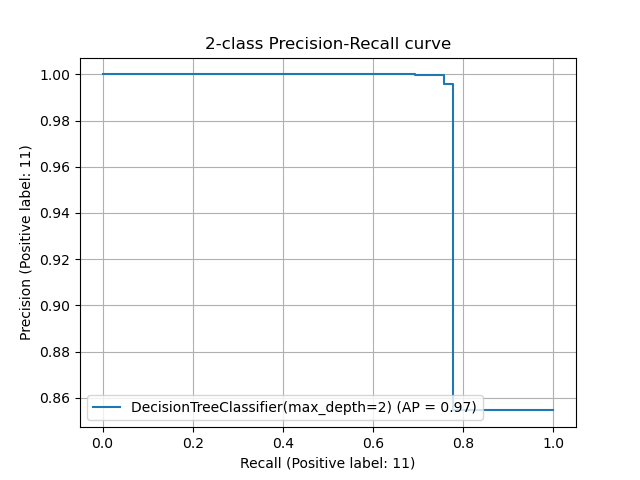 2-class Precision-Recall curve
1.00
0.98
0.96
0.94
0.92
0.90
0.88
0.86
Precision (Positive label: 11)
DecisionTreeClassifier(max_depth=2) (AP = 0.97)
0.0 0.2 0.4 0.6 0.8 1.0
Recall (Positive label: 11)